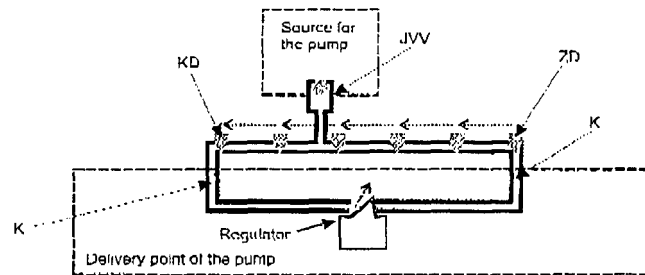 Source for
the pump
JVV
KD
ZD
K
K
Regulator
Delivery point of the pump